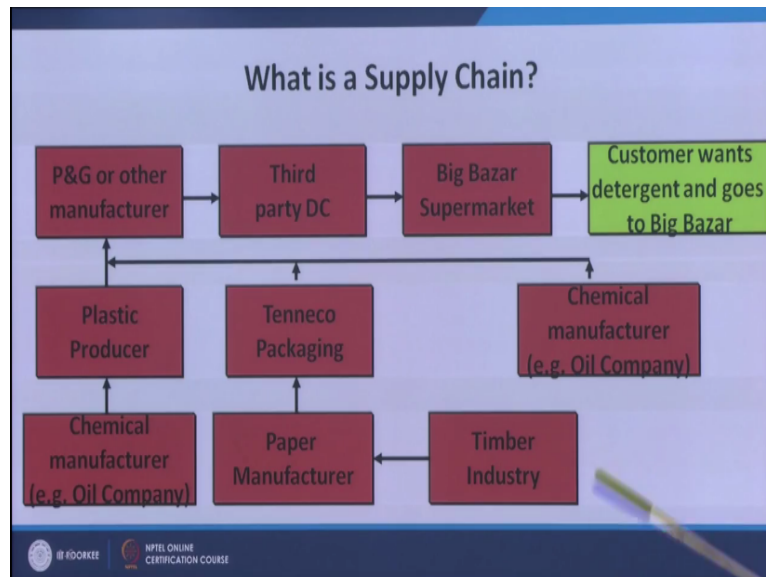 What is a Supply Chain?
P&G or other
manufacturer
Third
party DC
Big Bazar
Supermarket
Customer wants
detergent and goes
to Big Bazar
Plastic
Producer
Tenneco
Packaging
Chemical
manufacturer
(e.g. Oil Company)
Chemical
manufacturer
(e.g. Oil Company)
Paper
Manufacturer
Timber
Industry
IIT ROORKEE
NPTEL ONLINE
CERTIFICATION COURSE